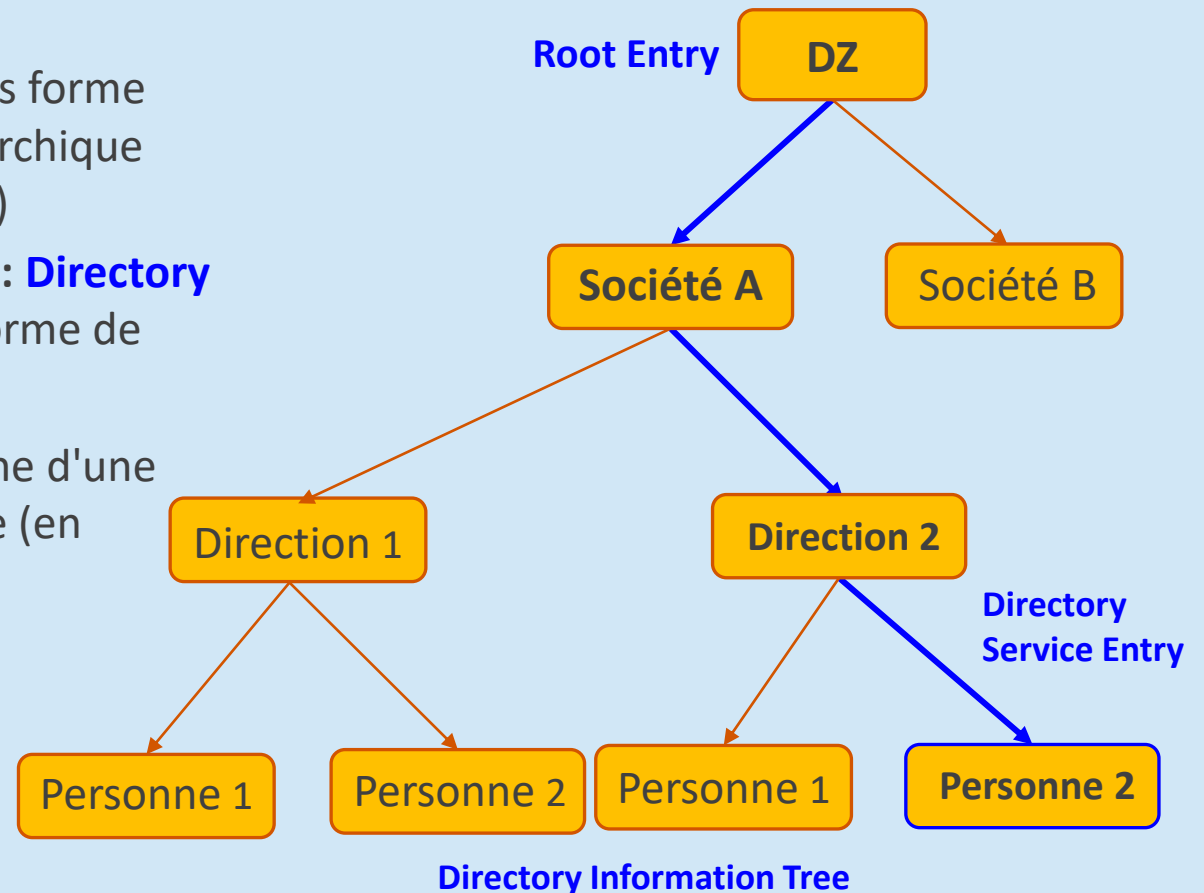 s forme
rchique
)
: Directory
orme de
ne d'une
e (en
Root Entry
DZ
Société A
Société B
Direction 1
Direction 2
Directory
Service Entry
Personne 1
Personne 2
Personne 1
Personne 2
Directory Information Tree